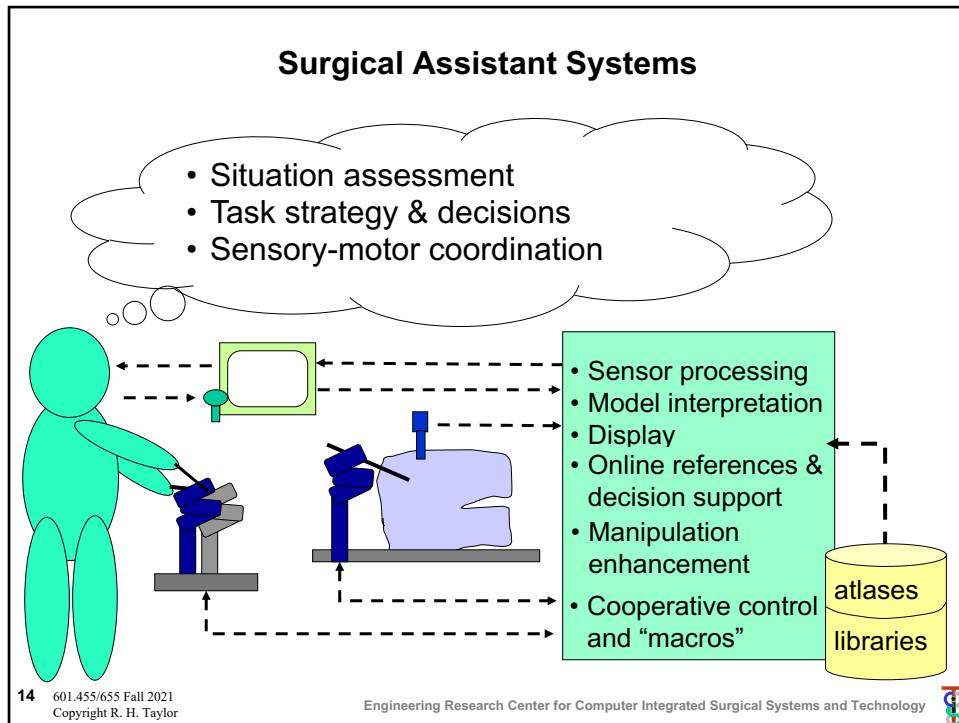 Surgical Assistant Systems
• Situation assessment
• Task strategy & decisions
• Sensory-motor coordination
• Sensor processing
• Model interpretation
• Display
• Online references &
decision support
• Manipulation
enhancement
• Cooperative control
and “macros”
atlases
libraries
14 601.455/655 Fall 2021
Copyright R. H. Taylor
Engineering Research Center for Computer Integrated Surgical Systems and Technology